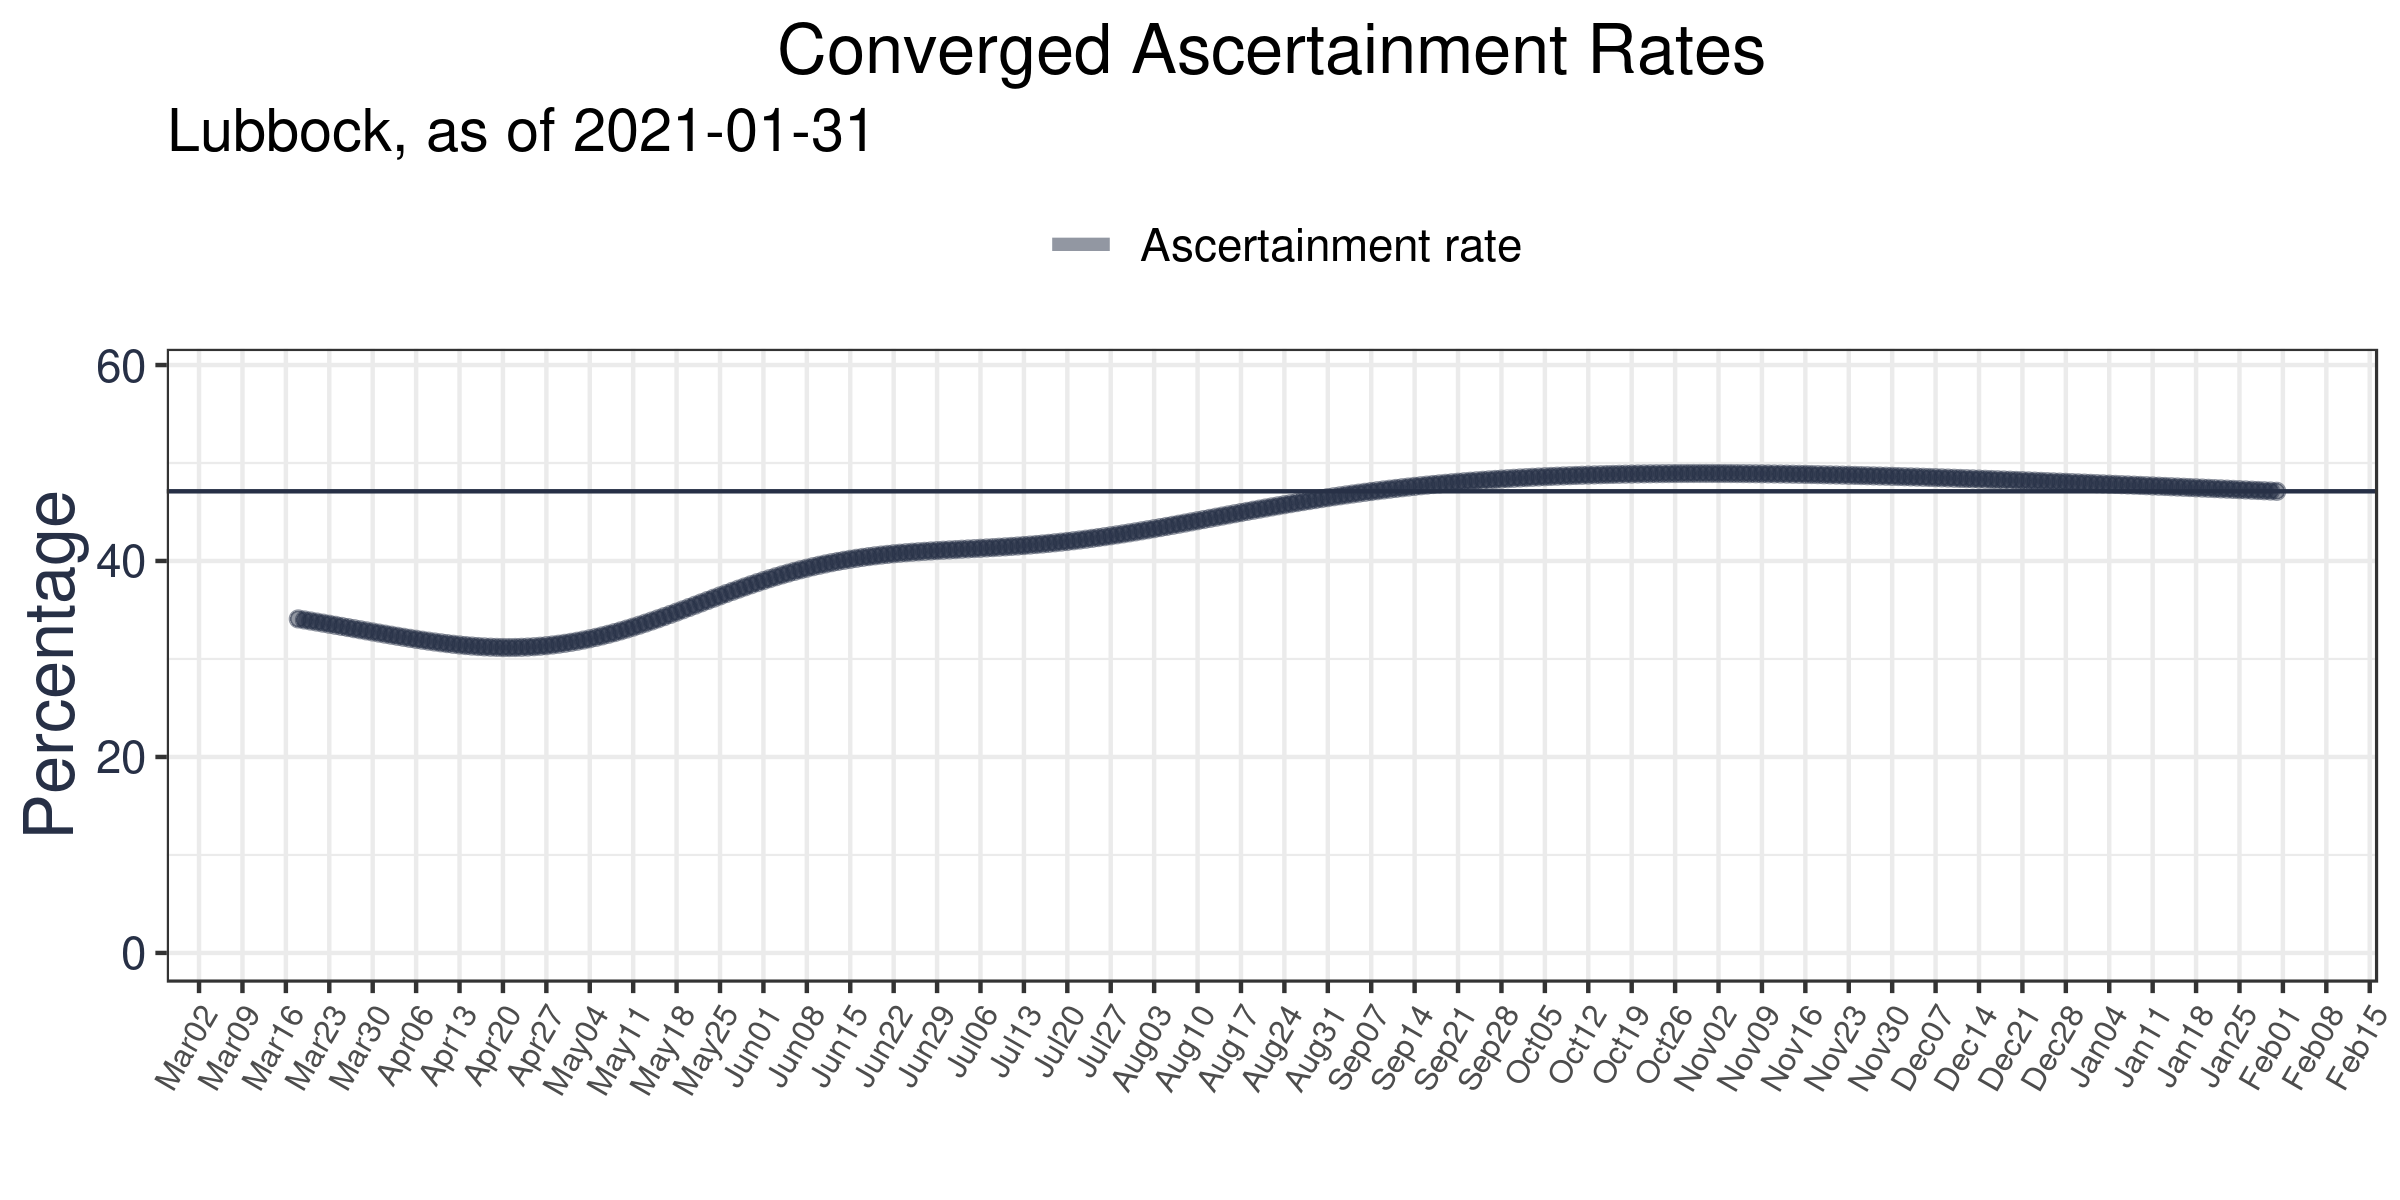 Converged Ascertainment Rates
Lubbock, as of 2021-01-31
Ascertainment rate
Percentage
60
40
20
0
Mar02 Mar09 Mar16 Mar23 Mar30 Apr06 Apr13 Apr20 Apr27 May04 May11 May18 May25 Jun01 Jun08 Jun15 Jun22 Jun29 Jul06 Jul13 Jul20 Jul27 Aug03 Aug10 Aug17 Aug24 Aug31 Sep07 Sep14 Sep21 Sep28 Oct05 Oct12 Oct19 Oct26 Nov02 Nov09 Nov16 Nov23 Nov30 Dec07 Dec14 Dec21 Dec28 Jan04 Jan11 Jan18 Jan25 Feb01 Feb08 Feb15